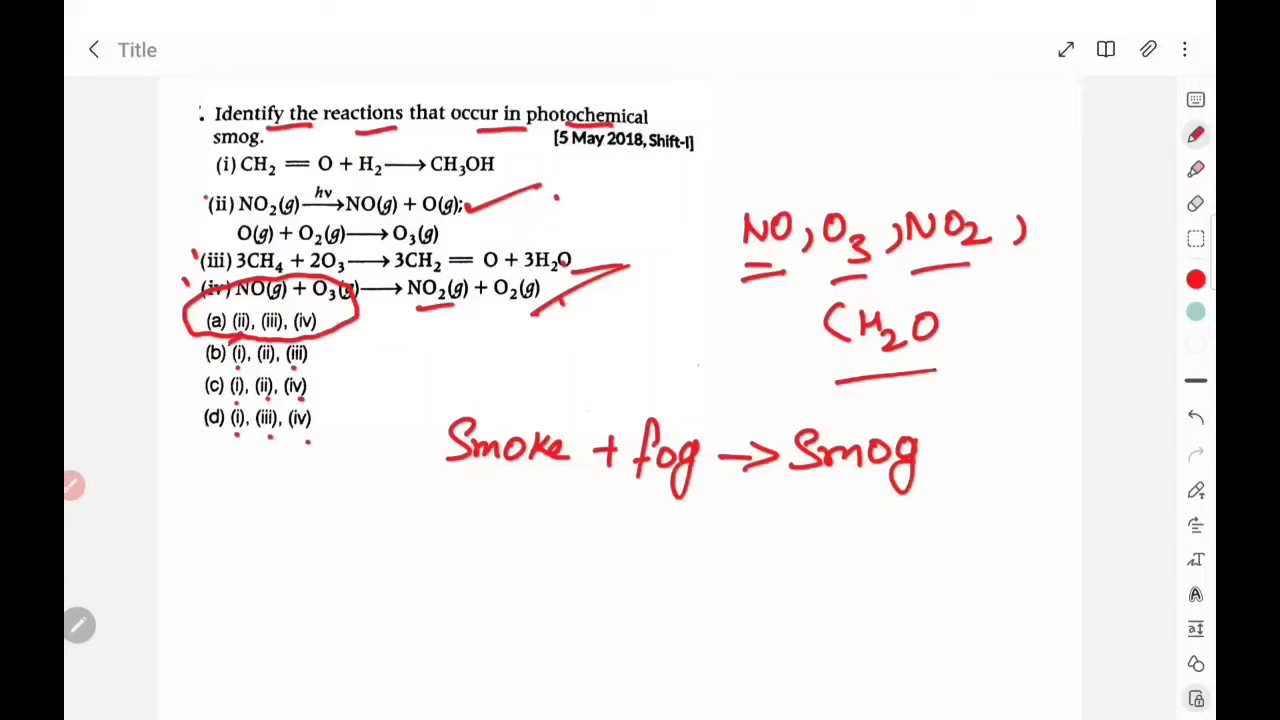 Title
. Identify the reactions that occur in photochemical
smog. [5 May 2018, Shift-I]
(i) CH₂ = O + H₂ ⟶ CH₃OH
(ii) NO₂(g) —hν→ NO(g) + O(g);
O(g) + O₂(g) ⟶ O₃(g)
(iii) 3CH₄ + 2O₃ ⟶ 3CH₂ = O + 3H₂O
(iv) NO(g) + O₃(g) ⟶ NO₂(g) + O₂(g)
(a) (ii), (iii), (iv)
(b) (i), (ii), (iii)
(c) (i), (ii), (iv)
(d) (i), (iii), (iv)
NO, O₃, NO₂,
CH₂O
Smoke + fog → Smog